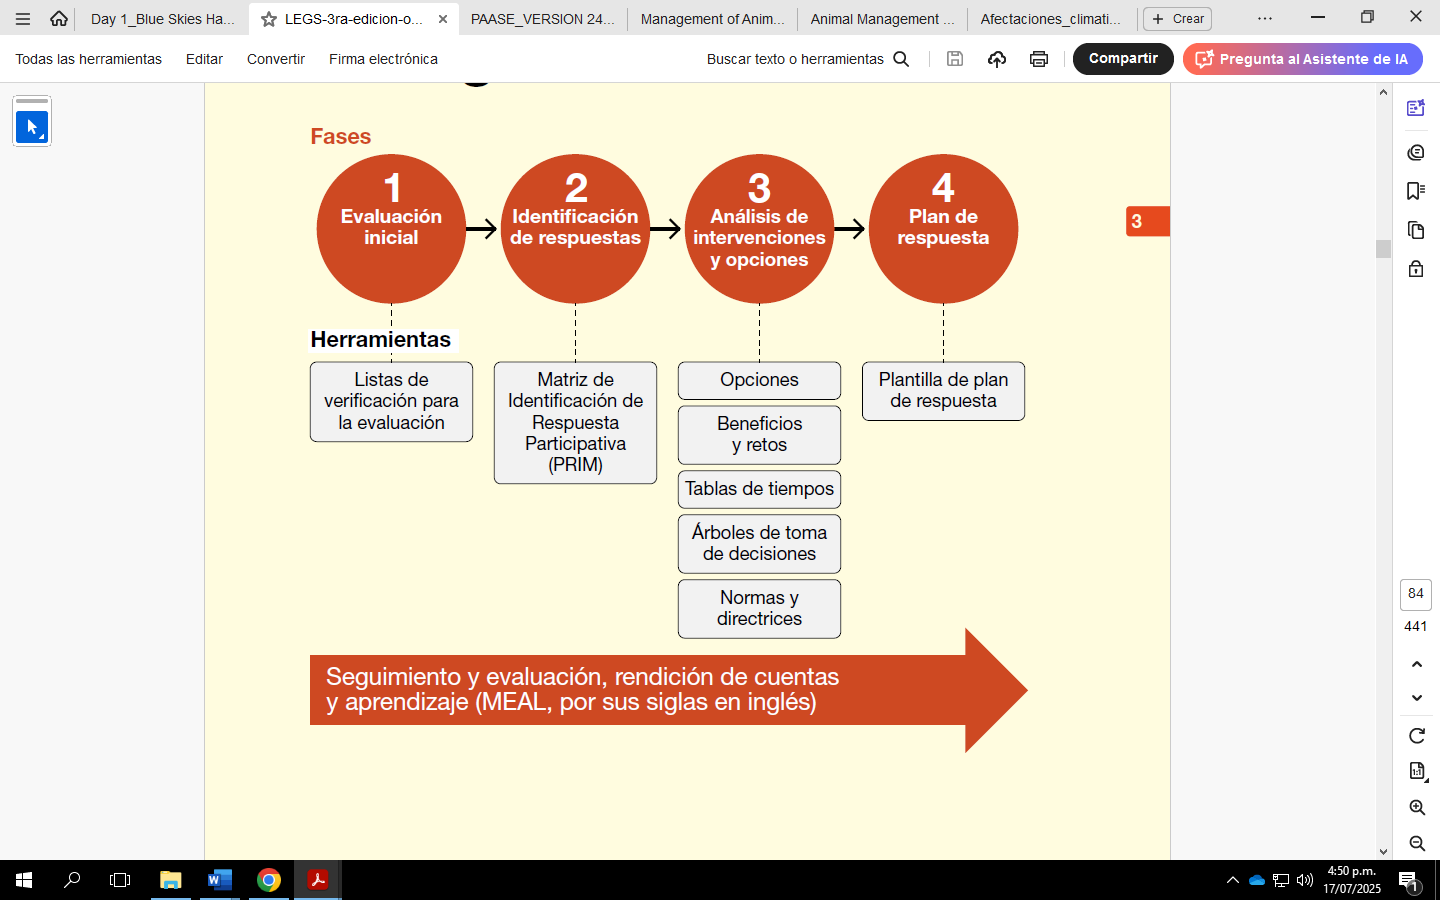 Day 1_Blue Skies Ha...
LEGS-3ra-edicion-o...
PAASE_VERSION 24...
Management of Anim...
Animal Management ...
Afectaciones_climati...
Crear
Todas las herramientas
Editar
Convertir
Firma electrónica
Buscar texto o herramientas
Compartir
Pregunta al Asistente de IA
Fases
1
Evaluación
inicial
2
Identificación
de respuestas
3
Análisis de
intervenciones
y opciones
4
Plan de
respuesta
3
Herramientas
Listas de
verificación para
la evaluación
Matriz de
Identificación de
Respuesta
Participativa
(PRIM)
Opciones
Beneficios
y retos
Tablas de tiempos
Árboles de toma
de decisiones
Normas y
directrices
Plantilla de plan
de respuesta
Seguimiento y evaluación, rendición de cuentas
y aprendizaje (MEAL, por sus siglas en inglés)
84
441
1:1
4:50 p.m.
17/07/2025
1